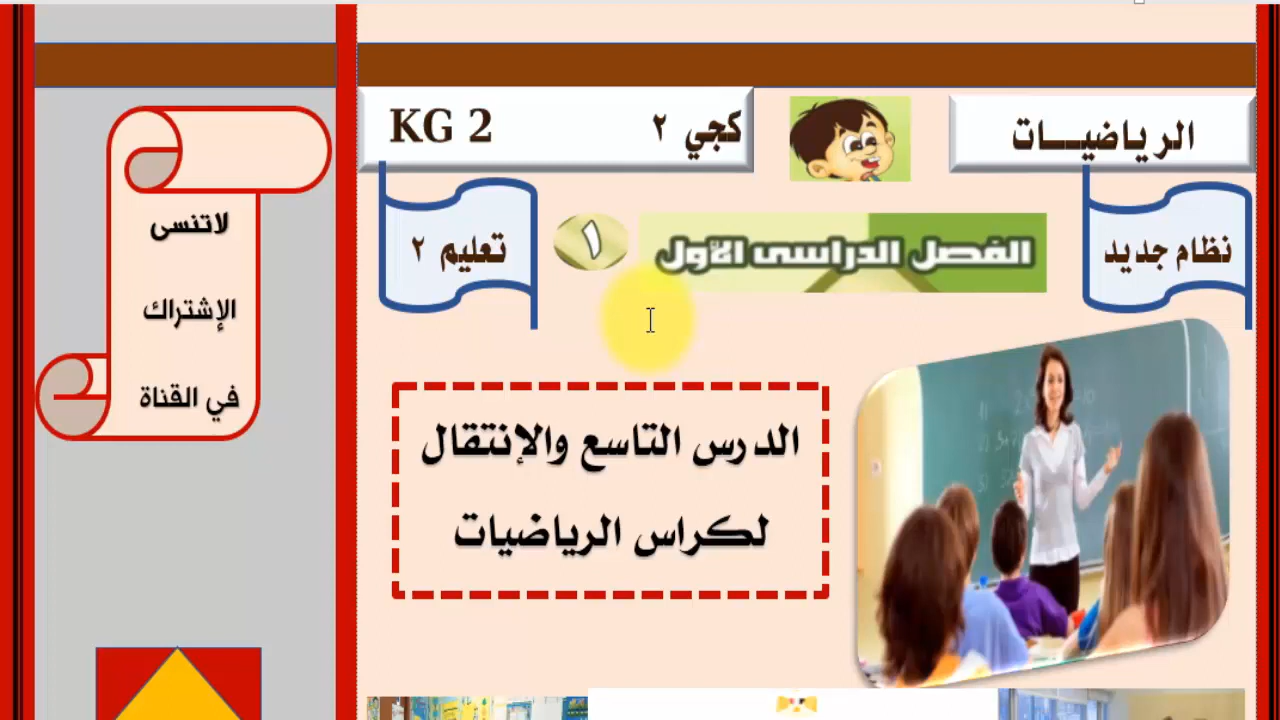 الرياضيـــات
كجي ٢ KG 2
نظام جديد
الفصل الدراسى الأول ١
تعليم ٢
الدرس التاسع والإنتقال
لكراس الرياضيات
لاتنسى
الإشتراك
في القناة